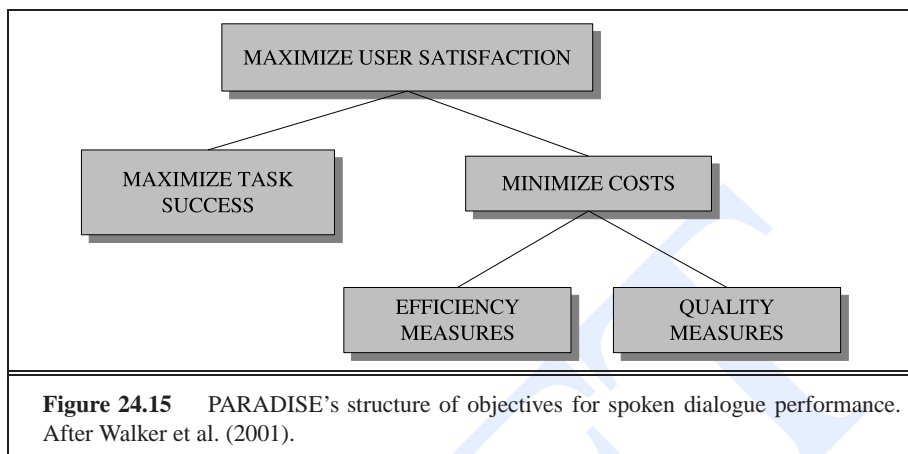 MAXIMIZE USER SATISFACTION
MAXIMIZE TASK
SUCCESS
MINIMIZE COSTS
EFFICIENCY
MEASURES
QUALITY
MEASURES
Figure 24.15 PARADISE's structure of objectives for spoken dialogue performance.
After Walker et al. (2001).